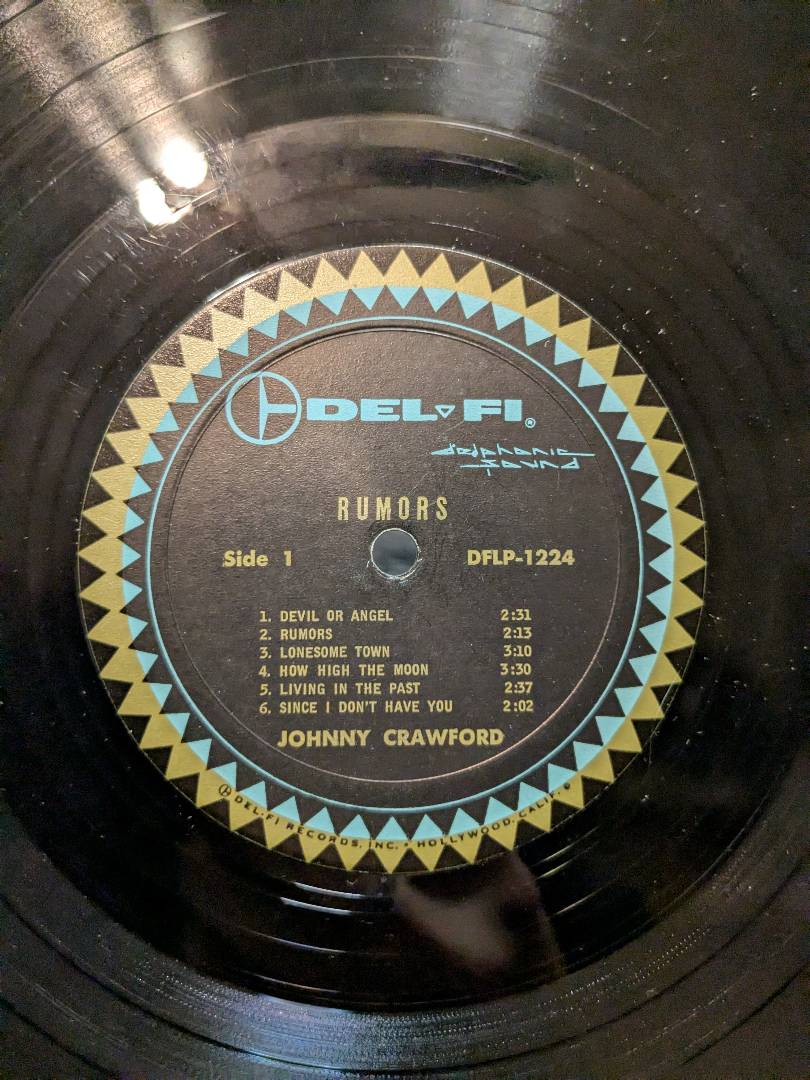 DEL-FI®
delphonic
sound
RUMORS
Side 1
DFLP-1224
1. DEVIL OR ANGEL 2:31
2. RUMORS 2:13
3. LONESOME TOWN 3:10
4. HOW HIGH THE MOON 3:30
5. LIVING IN THE PAST 2:37
6. SINCE I DON'T HAVE YOU 2:02
JOHNNY CRAWFORD
DEL-FI RECORDS, INC. • HOLLYWOOD, CALIF.